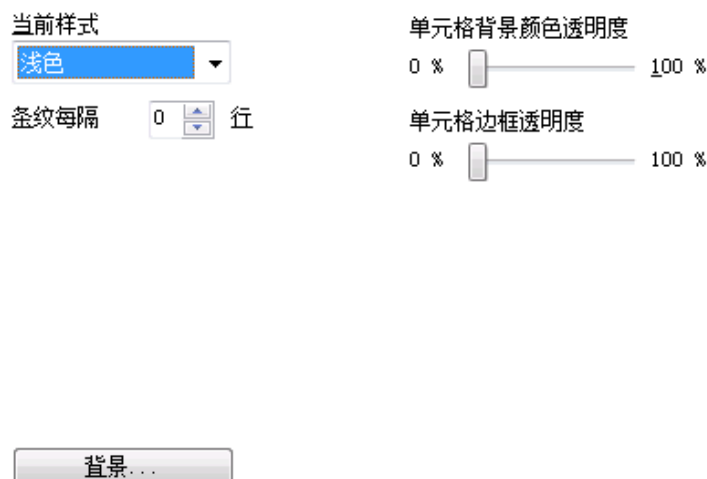 当前样式
浅色
条纹每隔 0 行
单元格背景颜色透明度
0 % 100 %
单元格边框透明度
0 % 100 %
背景...